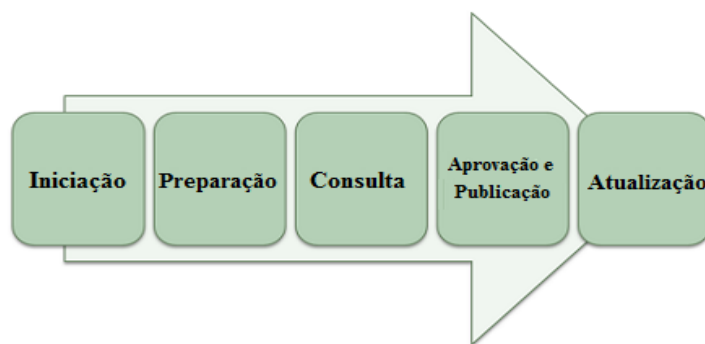 Iniciação
Preparação
Consulta
Aprovação e
Publicação
Atualização